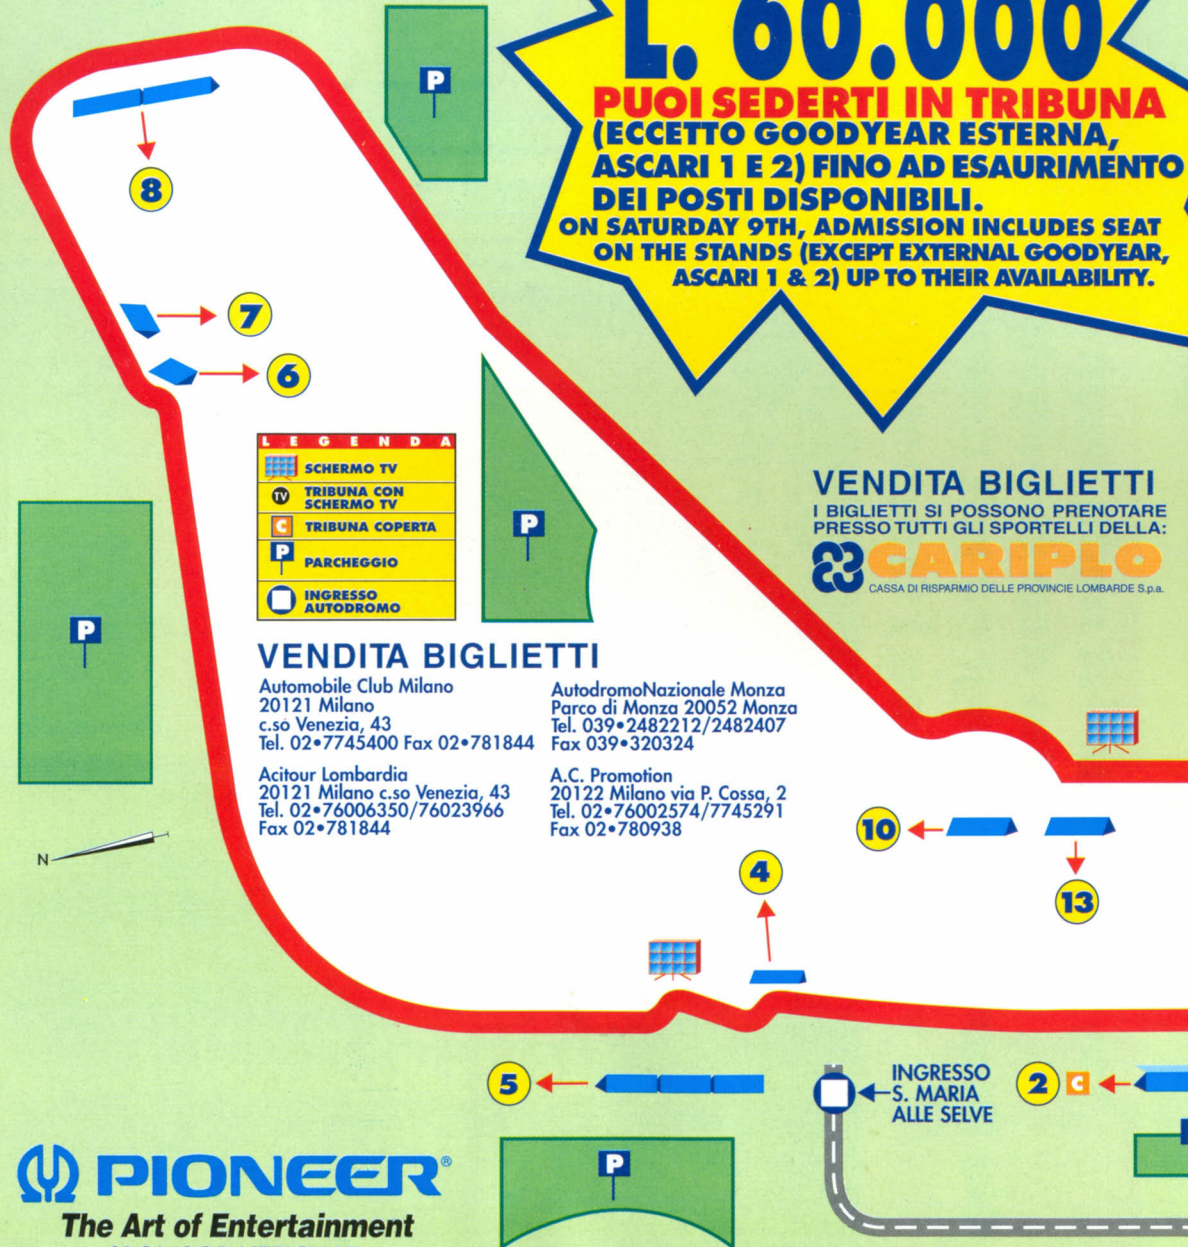 L. 60.000
PUOI SEDERTI IN TRIBUNA
(ECCETTO GOODYEAR ESTERNA,
ASCARI 1 E 2) FINO AD ESAURIMENTO
DEI POSTI DISPONIBILI.
ON SATURDAY 9TH, ADMISSION INCLUDES SEAT
ON THE STANDS (EXCEPT EXTERNAL GOODYEAR,
ASCARI 1 & 2) UP TO THEIR AVAILABILITY.
P
8
7
6
LEGENDA
SCHERMO TV
TV
TRIBUNA CON
SCHERMO TV
C
TRIBUNA COPERTA
P
PARCHEGGIO
INGRESSO
AUTODROMO
P
P
VENDITA BIGLIETTI
I BIGLIETTI SI POSSONO PRENOTARE
PRESSO TUTTI GLI SPORTELLI DELLA:
CARIPLO
CASSA DI RISPARMIO DELLE PROVINCIE LOMBARDE S.p.a.
VENDITA BIGLIETTI
Automobile Club Milano
20121 Milano
c.so Venezia, 43
Tel. 02•7745400 Fax 02•781844
Acitour Lombardia
20121 Milano c.so Venezia, 43
Tel. 02•76006350/76023966
Fax 02•781844
AutodromoNazionale Monza
Parco di Monza 20052 Monza
Tel. 039•2482212/2482407
Fax 039•320324
A.C. Promotion
20122 Milano via P. Cossa, 2
Tel. 02•76002574/7745291
Fax 02•780938
N
10
13
4
5
INGRESSO
S. MARIA
ALLE SELVE
2 C
P
PIONEER®
The Art of Entertainment